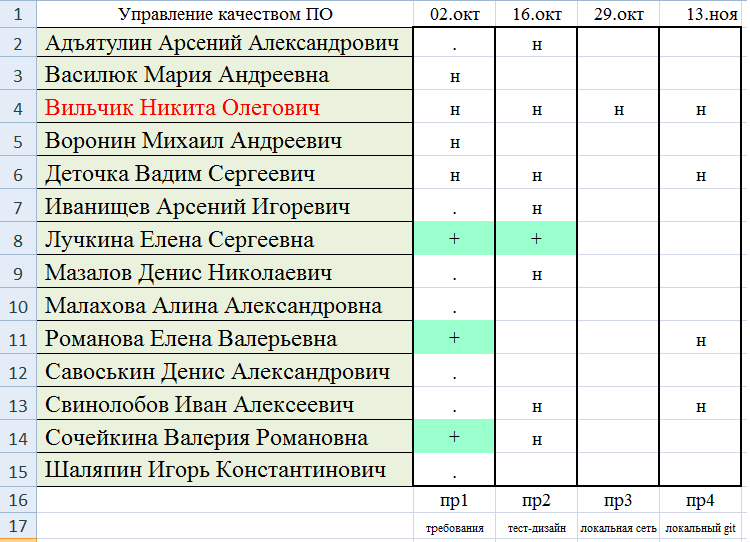 1 Управление качеством ПО 02.окт 16.окт 29.окт 13.ноя
2 Адъятулин Арсений Александрович . н
3 Василюк Мария Андреевна н
4 Вильчик Никита Олегович н н н н
5 Воронин Михаил Андреевич н
6 Деточка Вадим Сергеевич н н н
7 Иванищев Арсений Игоревич . н
8 Лучкина Елена Сергеевна + +
9 Мазалов Денис Николаевич . н
10 Малахова Алина Александровна .
11 Романова Елена Валерьевна + н
12 Савоськин Денис Александрович .
13 Свинолобов Иван Алексеевич . н н
14 Сочейкина Валерия Романовна + н
15 Шаляпин Игорь Константинович .
16 пр1 пр2 пр3 пр4
17 требования тест-дизайн локальная сеть локальный git